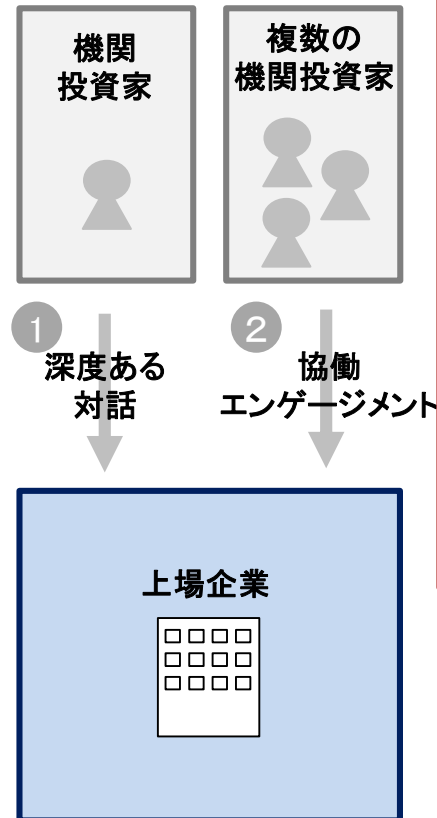 機関
投資家
複数の
機関投資家
1
深度ある
対話
2
協働
エンゲージメント
上場企業